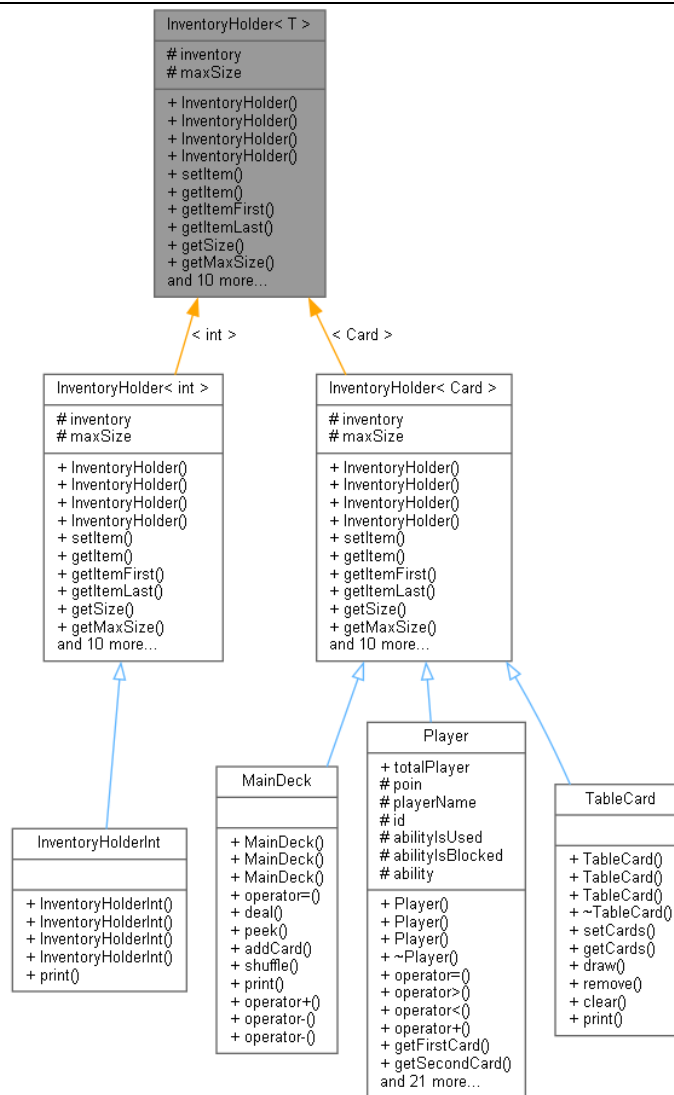 InventoryHolder< T >
# inventory
# maxSize
+ InventoryHolder()
+ InventoryHolder()
+ InventoryHolder()
+ InventoryHolder()
+ setItem()
+ getItem()
+ getItemFirst()
+ getItemLast()
+ getSize()
+ getMaxSize()
and 10 more...
< int >
< Card >
InventoryHolder< int >
# inventory
# maxSize
+ InventoryHolder()
+ InventoryHolder()
+ InventoryHolder()
+ InventoryHolder()
+ setItem()
+ getItem()
+ getItemFirst()
+ getItemLast()
+ getSize()
+ getMaxSize()
and 10 more...
InventoryHolder< Card >
# inventory
# maxSize
+ InventoryHolder()
+ InventoryHolder()
+ InventoryHolder()
+ InventoryHolder()
+ setItem()
+ getItem()
+ getItemFirst()
+ getItemLast()
+ getSize()
+ getMaxSize()
and 10 more...
InventoryHolderInt
+ InventoryHolderInt()
+ InventoryHolderInt()
+ InventoryHolderInt()
+ InventoryHolderInt()
+ print()
MainDeck
+ MainDeck()
+ MainDeck()
+ MainDeck()
+ operator=()
+ deal()
+ peek()
+ addCard()
+ shuffle()
+ print()
+ operator+()
+ operator-()
+ operator-()
Player
+ totalPlayer
# poin
# playerName
# id
# abilityIsUsed
# abilityIsBlocked
# ability
+ Player()
+ Player()
+ Player()
+ ~Player()
+ operator=()
+ operator>()
+ operator<()
+ operator+()
+ getFirstCard()
+ getSecondCard()
and 21 more...
TableCard
+ TableCard()
+ TableCard()
+ TableCard()
+ ~TableCard()
+ setCards()
+ getCards()
+ draw()
+ remove()
+ clear()
+ print()